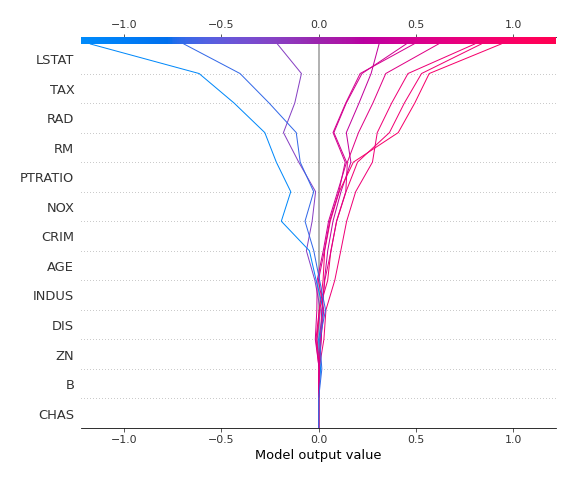 −1.0 −0.5 0.0 0.5 1.0
LSTAT
TAX
RAD
RM
PTRATIO
NOX
CRIM
AGE
INDUS
DIS
ZN
B
CHAS
−1.0 −0.5 0.0 0.5 1.0
Model output value